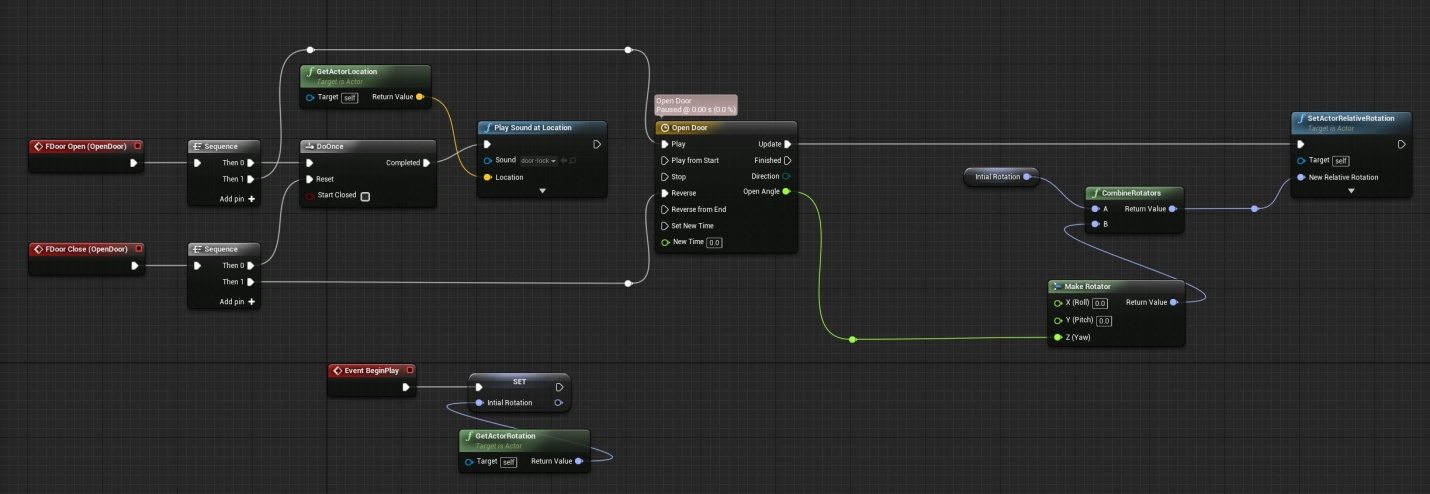 FDoor Open (OpenDoor)
Sequence
Then 0
Then 1
Add pin
GetActorLocation
Target is Actor
Target self Return Value
DoOnce
Completed
Reset
Start Closed
Play Sound at Location
Sound door-lock
Location
FDoor Close (OpenDoor)
Sequence
Then 0
Then 1
Add pin
Open Door
Paused @ 0.00 s (0.0 %)
Open Door
Play Update
Play from Start Finished
Stop Direction
Reverse Open Angle
Reverse from End
Set New Time
New Time 0.0
Intial Rotation
CombineRotators
A Return Value
B
SetActorRelativeRotation
Target is Actor
Target self
New Relative Rotation
Make Rotator
X (Roll) 0.0 Return Value
Y (Pitch) 0.0
Z (Yaw)
Event BeginPlay
SET
Intial Rotation
GetActorRotation
Target is Actor
Target self Return Value